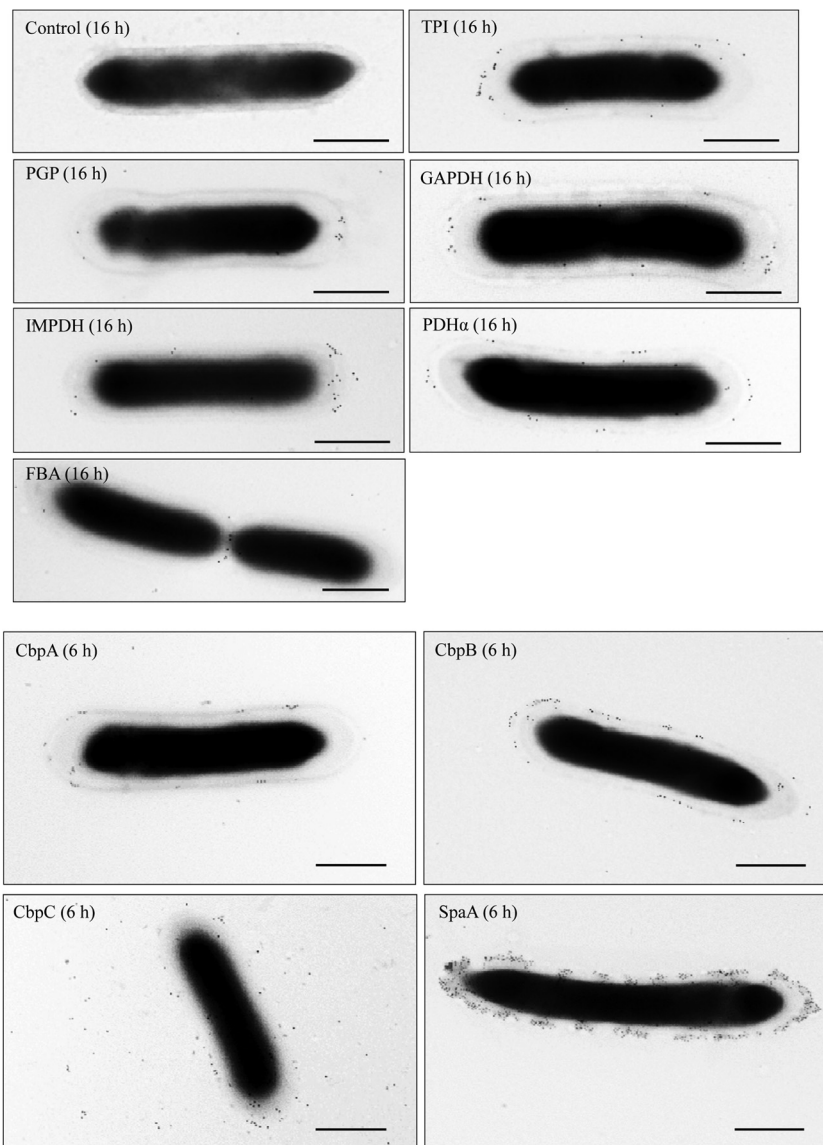 Control (16 h)
TPI (16 h)
PGP (16 h)
GAPDH (16 h)
IMPDH (16 h)
PDHα (16 h)
FBA (16 h)
CbpA (6 h)
CbpB (6 h)
CbpC (6 h)
SpaA (6 h)